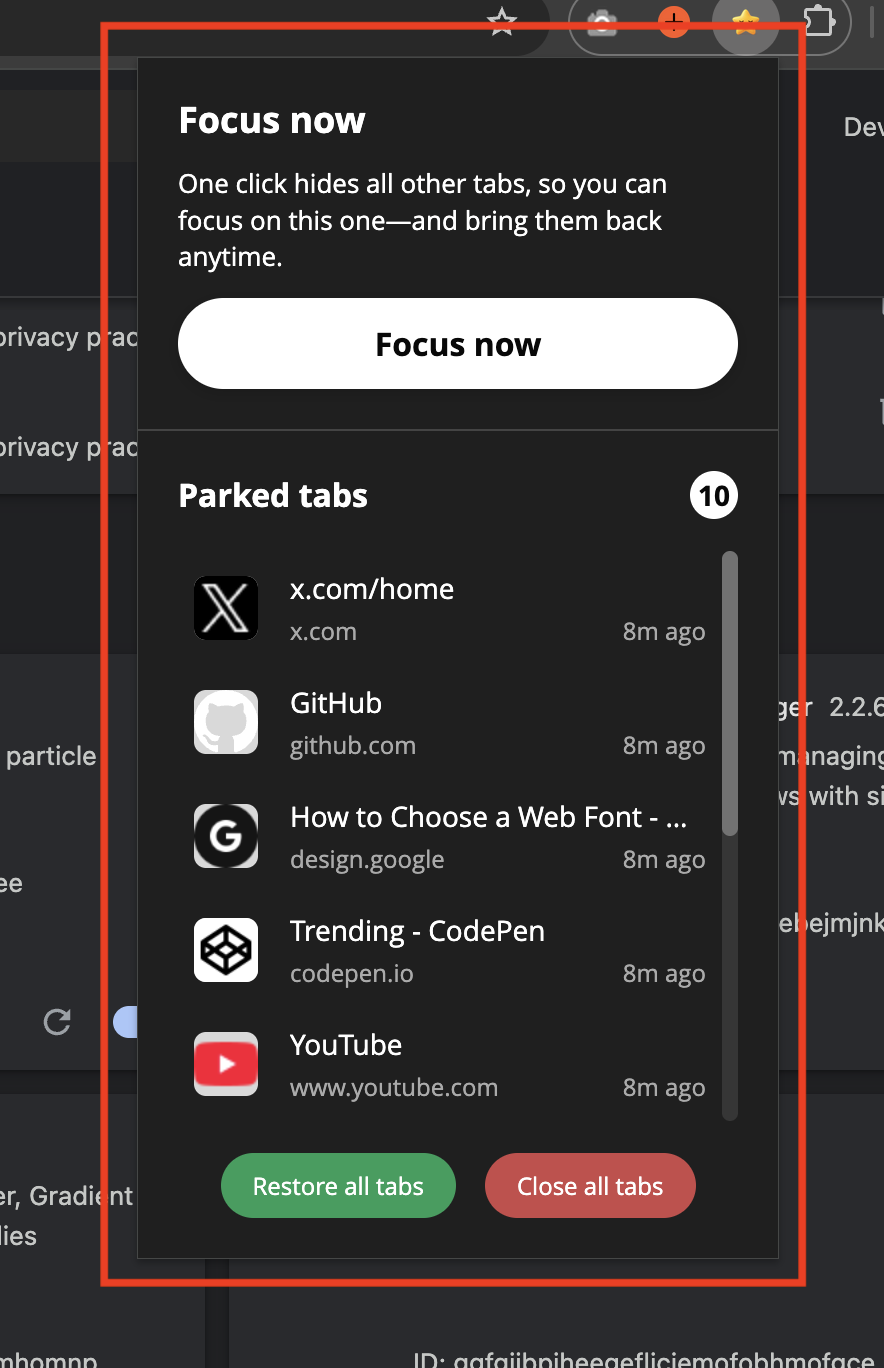 Dev
Focus now
One click hides all other tabs, so you can
focus on this one—and bring them back
anytime.
privacy prac
Focus now
privacy prac
Parked tabs
10
x.com/home
x.com
8m ago
GitHub
github.com
8m ago
ger 2.2.6
particle
managing
ws with si
How to Choose a Web Font - ...
design.google
8m ago
ee
Trending - CodePen
codepen.io
8m ago
ebejmjnk
YouTube
www.youtube.com
8m ago
er, Gradient
lies
Restore all tabs
Close all tabs
mhomnp